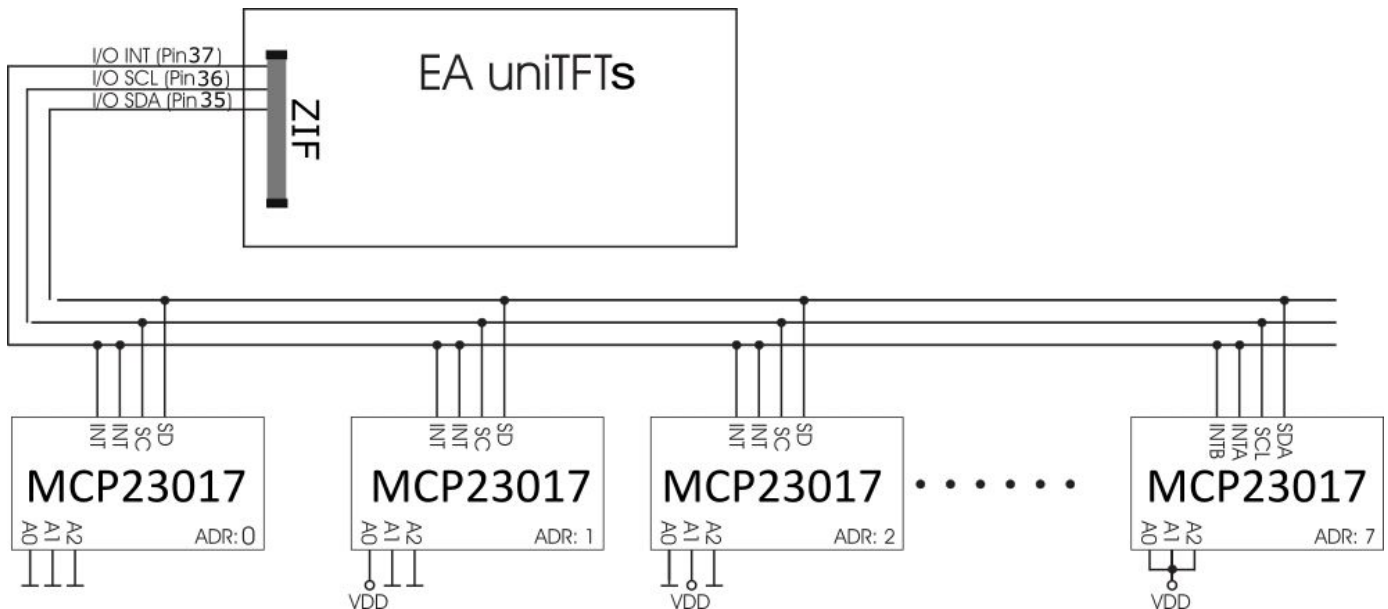 I/O INT (Pin37)
I/O SCL (Pin36)
I/O SDA (Pin35)
EA uniTFTs
ZIF
INT INT SC SD
INT INT SC SD
INT INT SC SD
INTB INTA SCL SDA
MCP23017
MCP23017
MCP23017
MCP23017
A0 A1 A2 ADR: 0
A0 A1 A2 ADR: 1
A0 A1 A2 ADR: 2
A0 A1 A2 ADR: 7
VDD
VDD
VDD